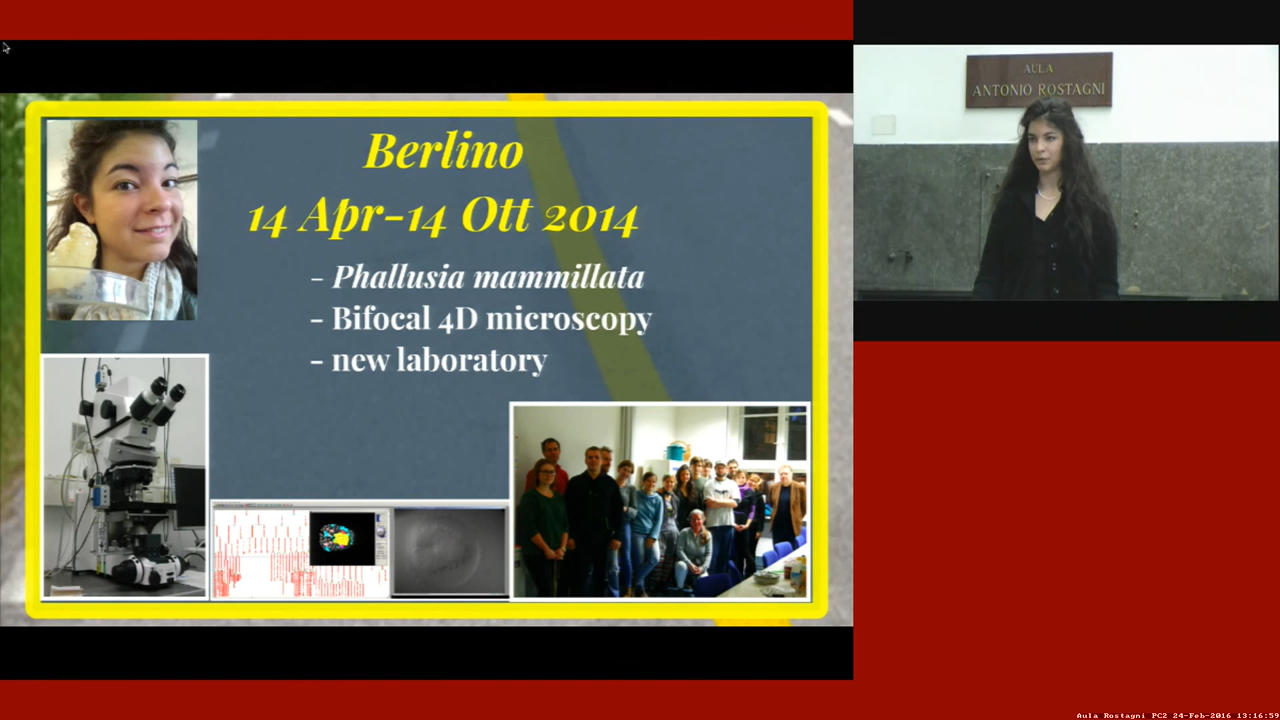 Berlino
14 Apr-14 Ott 2014
- Phallusia mammillata
- Bifocal 4D microscopy
- new laboratory
AULA
ANTONIO ROSTAGNI
Aula Rostagni PC2 24-Feb-2016 13:16:59